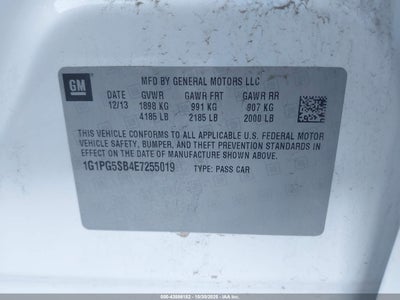 GM
MFD BY GENERAL MOTORS LLC
DATE GVWR GAWR FRT GAWR RR
12/13 1898 KG 991 KG 907 KG
4185 LB 2185 LB 2000 LB
THIS VEHICLE CONFORMS TO ALL APPLICABLE U.S. FEDERAL MOTOR
VEHICLE SAFETY, BUMPER, AND THEFT PREVENTION STANDARDS IN
EFFECT ON THE DATE OF MANUFACTURE SHOWN ABOVE.
1G1PG5SB4E7255019 TYPE: PASS CAR